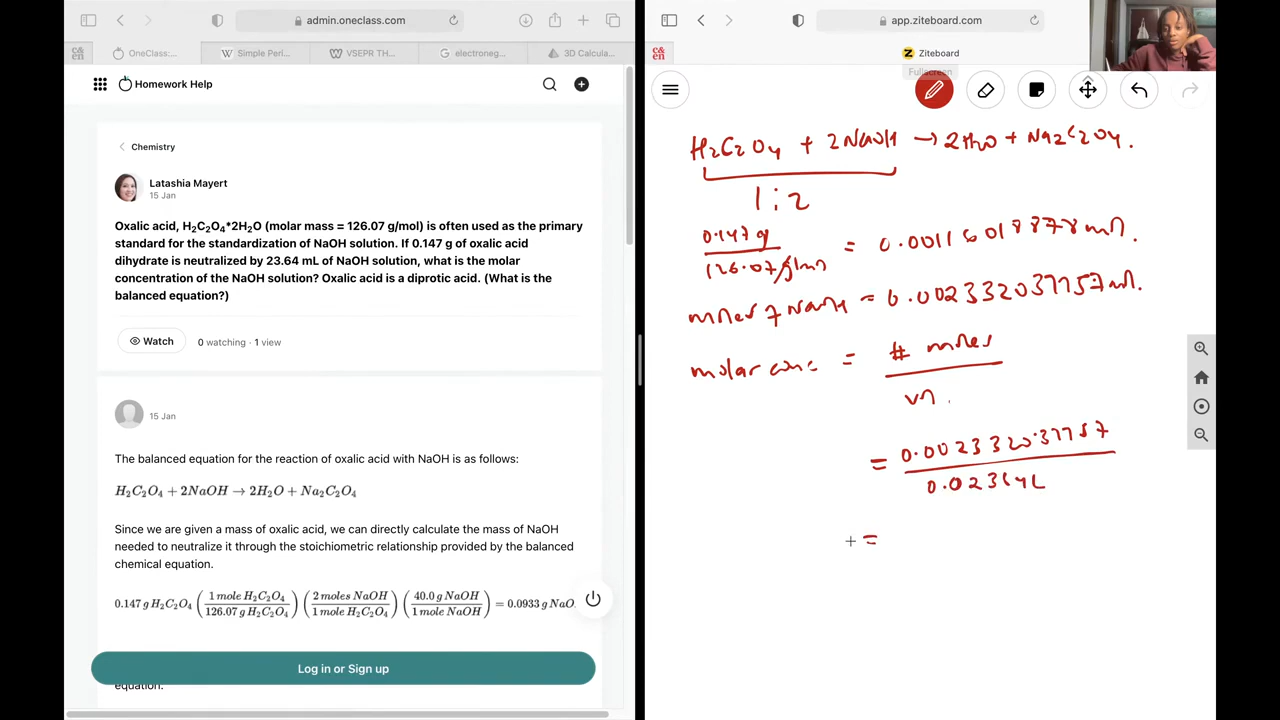 admin.oneclass.com
app.ziteboard.com
OneClass:...
Simple Peri...
VSEPR TH...
electroneg...
3D Calcula...
Ziteboard
Fullscreen
Homework Help
Chemistry
Latashia Mayert
15 Jan
Oxalic acid, H₂C₂O₄*2H₂O (molar mass = 126.07 g/mol) is often used as the primary
standard for the standardization of NaOH solution. If 0.147 g of oxalic acid
dihydrate is neutralized by 23.64 mL of NaOH solution, what is the molar
concentration of the NaOH solution? Oxalic acid is a diprotic acid. (What is the
balanced equation?)
Watch
0 watching · 1 view
15 Jan
The balanced equation for the reaction of oxalic acid with NaOH is as follows:
H₂C₂O₄ + 2NaOH → 2H₂O + Na₂C₂O₄
Since we are given a mass of oxalic acid, we can directly calculate the mass of NaOH
needed to neutralize it through the stoichiometric relationship provided by the balanced
chemical equation.
0.147 g H₂C₂O₄ (1 mole H₂C₂O₄ / 126.07 g H₂C₂O₄) (2 moles NaOH / 1 mole H₂C₂O₄) (40.0 g NaOH / 1 mole NaOH) = 0.0933 g NaO
Log in or Sign up
equation.
H₂C₂O₄ + 2NaOH → 2H₂O + Na₂C₂O₄.
1 : 2
0.147 g
126.07 g/mol
= 0.00116018878 mol.
moles of NaOH = 0.002332037757 mol.
molar conc = # moles
vol.
= 0.002332037757
0.02364L
=